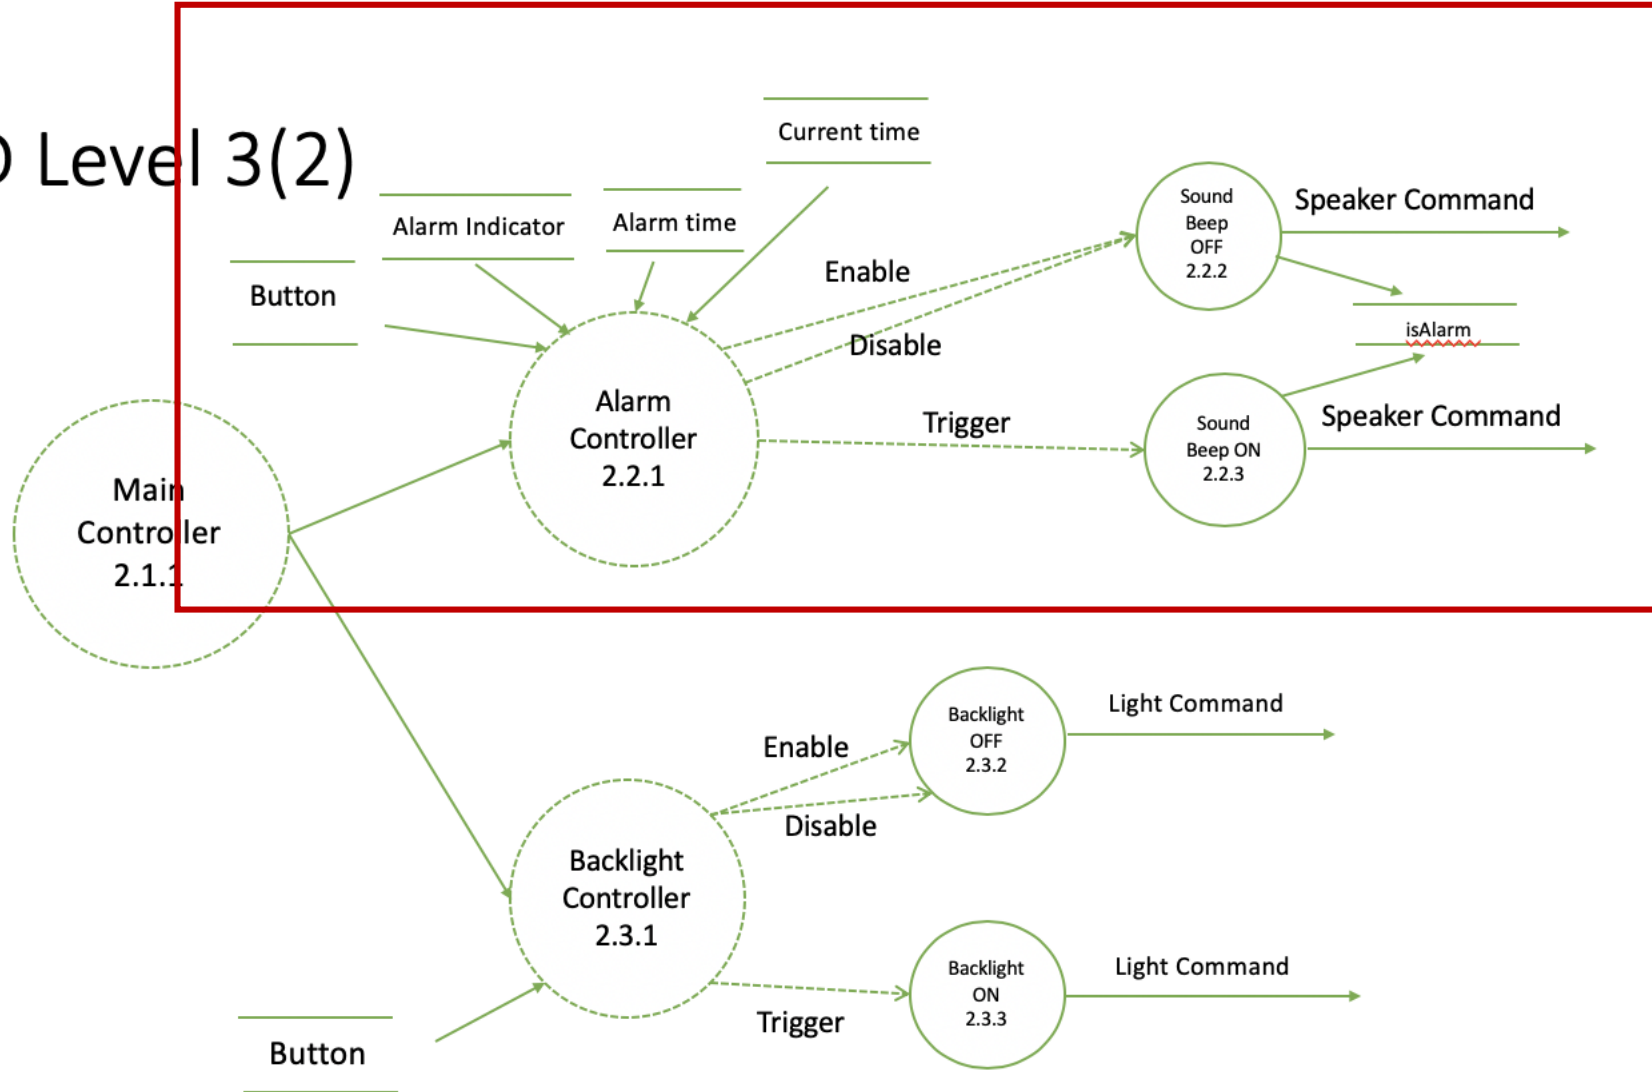 D Level 3(2)
Current time
Alarm Indicator
Alarm time
Button
Enable
Disable
Trigger
Sound
Beep
OFF
2.2.2
Speaker Command
isAlarm
Sound
Beep ON
2.2.3
Speaker Command
Alarm
Controller
2.2.1
Main
Controller
2.1.1
Backlight
Controller
2.3.1
Enable
Disable
Trigger
Backlight
OFF
2.3.2
Light Command
Backlight
ON
2.3.3
Light Command
Button